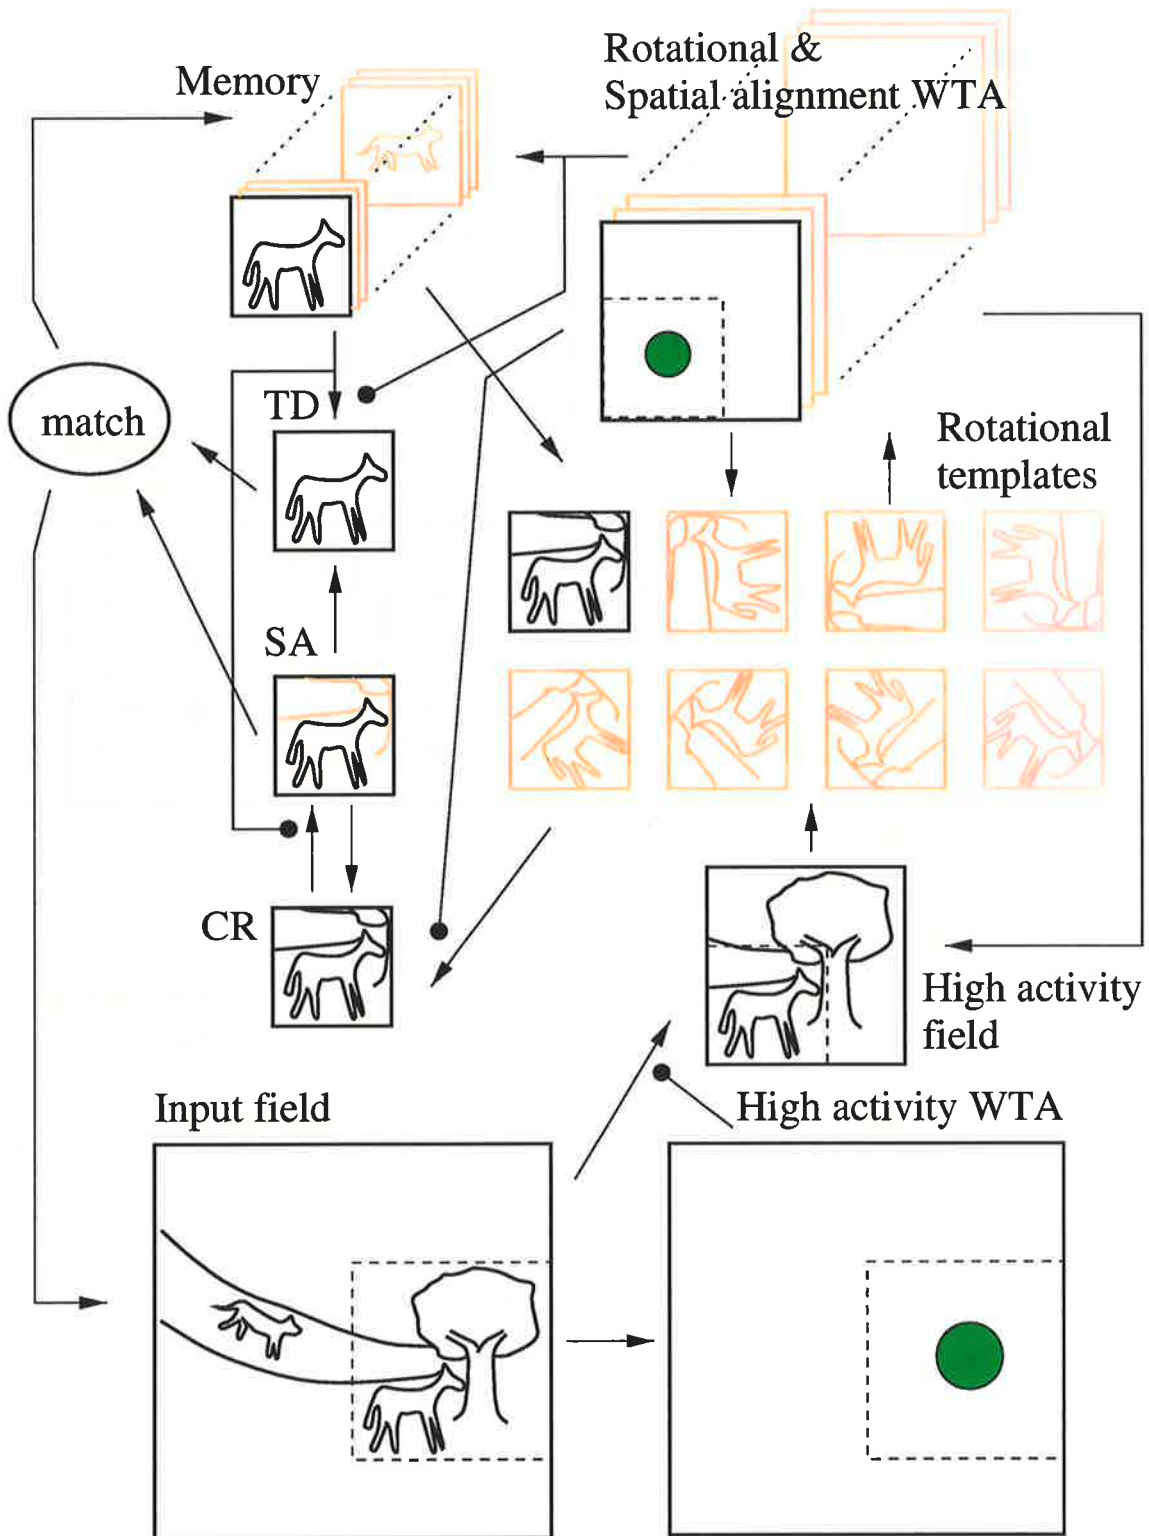 Rotational &
Spatial alignment WTA
Memory
TD
match
Rotational
templates
SA
CR
High activity
field
Input field
High activity WTA